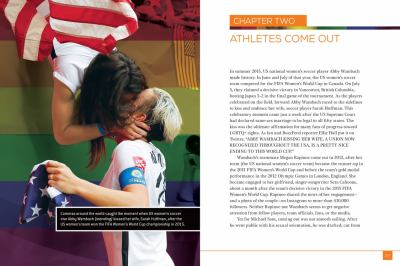 Cameras around the world caught the moment when US women's soccer
star Abby Wambach (standing) kissed her wife, Sarah Huffman, after the
US women's team won the FIFA Women's World Cup championship in 2015.
CHAPTER TWO
ATHLETES COME OUT
In summer 2015, US national women's soccer player Abby Wambach
made history. In June and July of that year, the US women's soccer
team competed for the FIFA Women's World Cup in Canada. On July
5, they claimed a decisive victory in Vancouver, British Columbia,
beating Japan 5–2 in the final game of the tournament. As the players
celebrated on the field, forward Abby Wambach raced to the sidelines
to kiss and embrace her wife, soccer player Sarah Huffman. This
celebratory moment came just a week after the US Supreme Court
had declared same-sex marriage to be legal in all fifty states. The
kiss was the ultimate affirmation for many fans of progress toward
LGBTQ+ rights. As fan and BuzzFeed reporter Ellie Hall put it on
Twitter, "ABBY WAMBACH KISSING HER WIFE, A UNION NOW
RECOGNIZED THROUGHOUT THE USA, IS A PRETTY NICE
ENDING TO THIS WORLD CUP."
Wambach's teammate Megan Rapinoe came out in 2012, after her
team (the US national women's soccer team) became the runner-up in
the 2011 FIFA Women's World Cup and before the team's gold medal
performance in the 2012 Olympic Games in London, England. She
became engaged to her girlfriend, singer-songwriter Sera Cahoone,
about a month after the team's decisive victory in the 2015 FIFA
Women's World Cup. Rapinoe shared the news of her engagement—
and a photo of the couple—on Instagram to more than 100,000
followers. Neither Rapinoe nor Wambach seems to get negative
attention from fellow players, team officials, fans, or the media.
Yet for Michael Sam, coming out was not smooth sailing. After
he went public with his sexual orientation, he was drafted, cut from